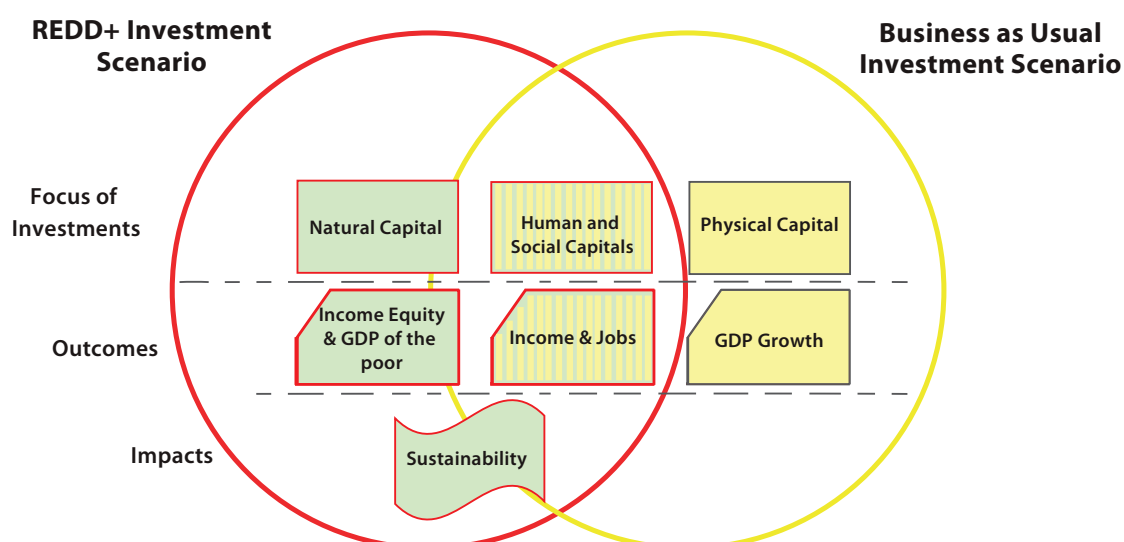 REDD+ Investment
Scenario
Business as Usual
Investment Scenario
Focus of
Investments
Natural Capital
Human and
Social Capitals
Physical Capital
Outcomes
Income Equity
& GDP of the
poor
Income & Jobs
GDP Growth
Impacts
Sustainability